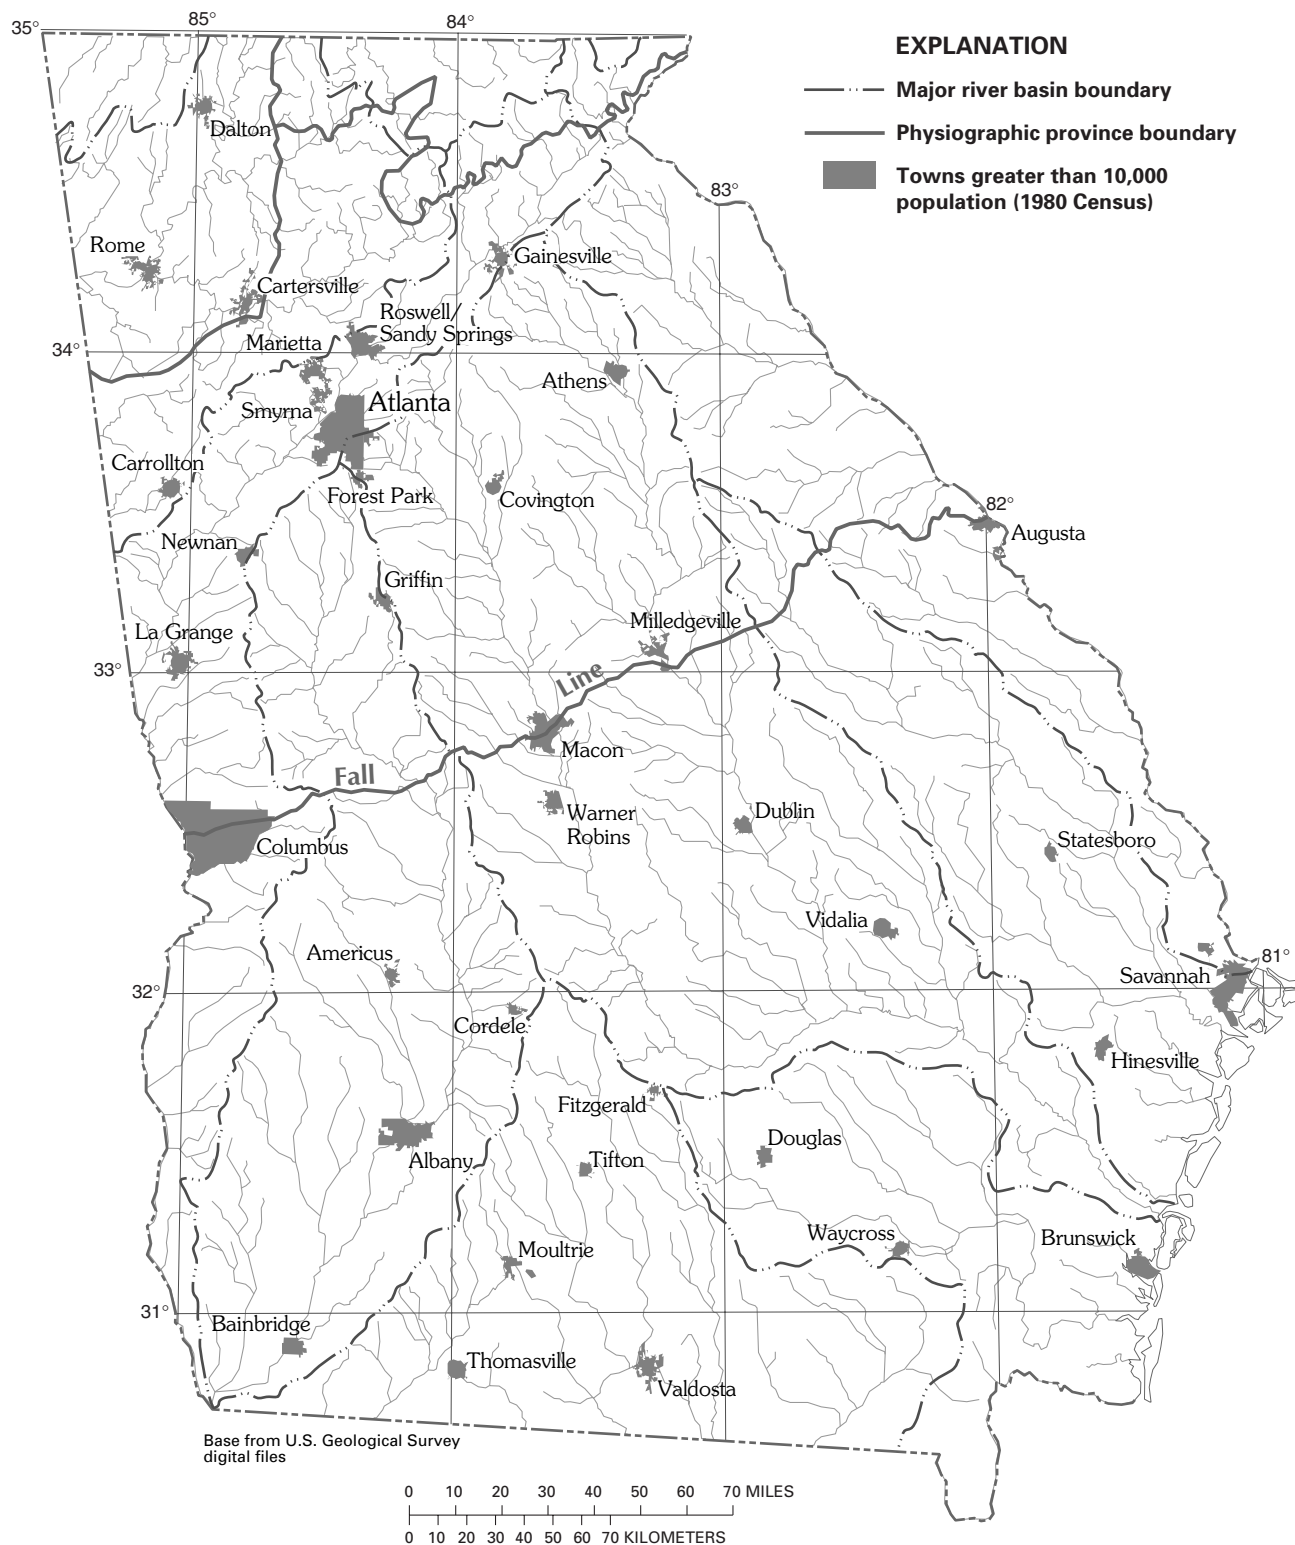 35°
85°
84°
EXPLANATION
Major river basin boundary
Physiographic province boundary
Towns greater than 10,000
population (1980 Census)
Dalton
83°
Rome
Gainesville
Cartersville
Roswell/
Sandy Springs
Marietta
34°
Athens
Smyrna
Atlanta
Carrollton
Forest Park
Covington
82°
Augusta
Newnan
Griffin
Milledgeville
La Grange
33°
Line
Macon
Fall
Warner
Robins
Dublin
Columbus
Statesboro
Vidalia
Americus
81°
Savannah
32°
Cordele
Hinesville
Fitzgerald
Douglas
Albany
Tifton
Waycross
Brunswick
Moultrie
31°
Bainbridge
Thomasville
Valdosta
Base from U.S. Geological Survey
digital files
0 10 20 30 40 50 60 70 MILES
0 10 20 30 40 50 60 70 KILOMETERS